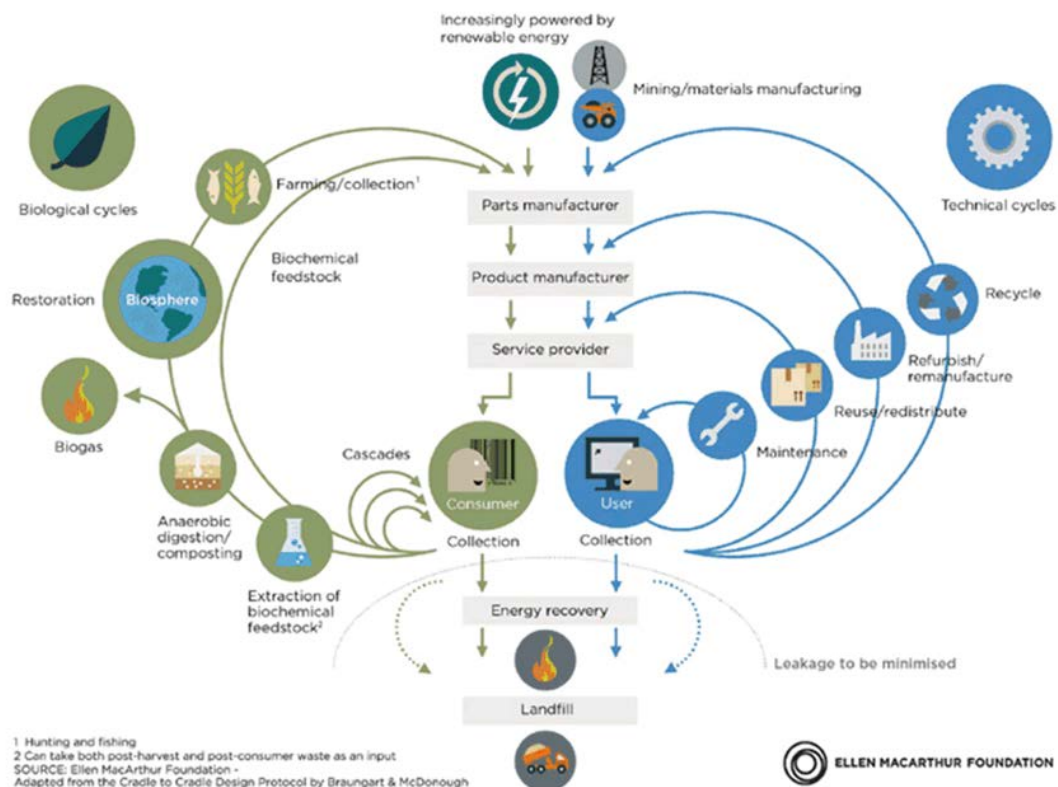 Increasingly powered by
renewable energy
Mining/materials manufacturing
Biological cycles
Farming/collection¹
Parts manufacturer
Technical cycles
Biochemical
feedstock
Product manufacturer
Restoration
Biosphere
Recycle
Service provider
Refurbish/
remanufacture
Reuse/redistribute
Biogas
Cascades
Maintenance
Consumer
User
Anaerobic
digestion/
composting
Collection
Collection
Extraction of
biochemical
feedstock²
Energy recovery
Leakage to be minimised
Landfill
1 Hunting and fishing
2 Can take both post-harvest and post-consumer waste as an input
SOURCE: Ellen MacArthur Foundation -
Adapted from the Cradle to Cradle Design Protocol by Braungart & McDonough
ELLEN MACARTHUR FOUNDATION